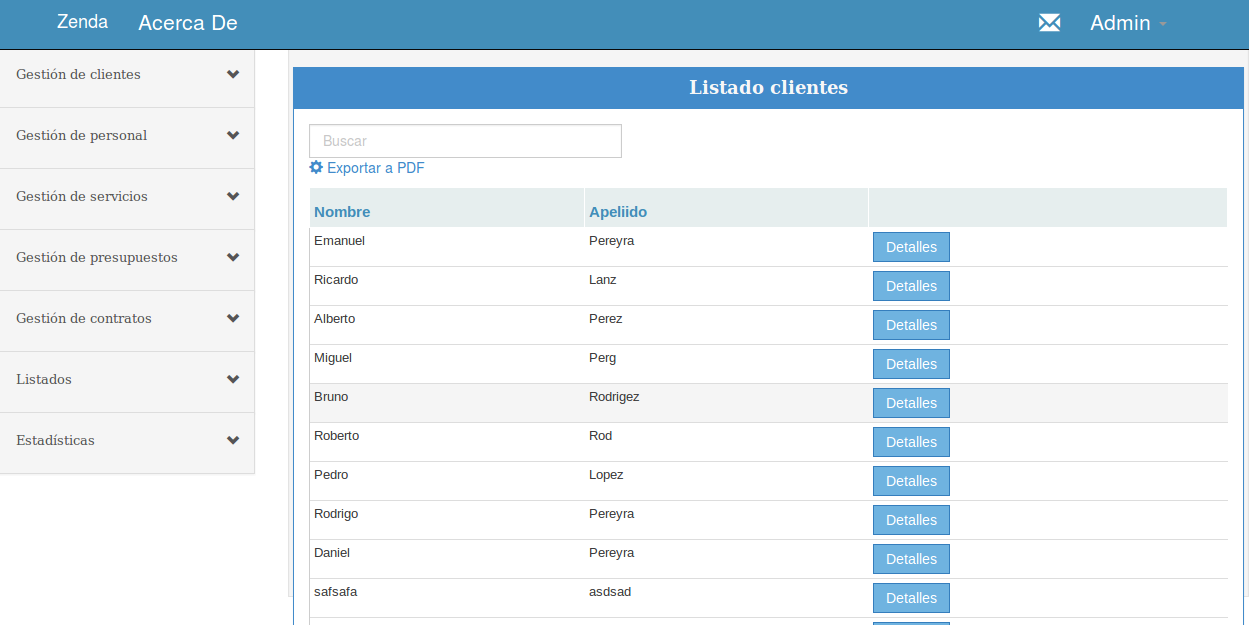 Zenda Acerca De Admin
Gestión de clientes
Gestión de personal
Gestión de servicios
Gestión de presupuestos
Gestión de contratos
Listados
Estadísticas
Listado clientes
Buscar
Exportar a PDF
Nombre Apeliido
Emanuel Pereyra Detalles
Ricardo Lanz Detalles
Alberto Perez Detalles
Miguel Perg Detalles
Bruno Rodrigez Detalles
Roberto Rod Detalles
Pedro Lopez Detalles
Rodrigo Pereyra Detalles
Daniel Pereyra Detalles
safsafa asdsad Detalles